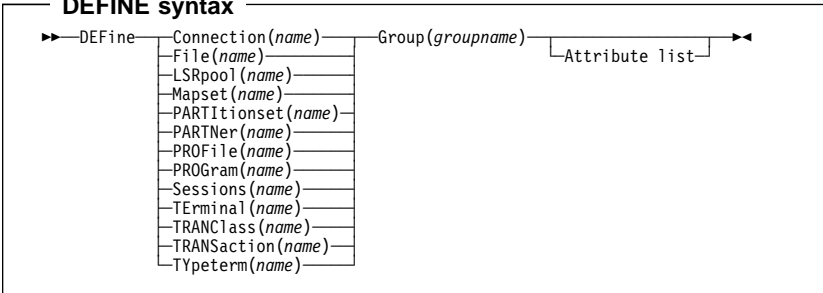 DEFINE syntax
DEFine Connection(name) Group(groupname)
File(name) Attribute list
LSRpool(name)
Mapset(name)
PARTItionset(name)
PARTNer(name)
PROFile(name)
PROGram(name)
Sessions(name)
TErminal(name)
TRANClass(name)
TRANSaction(name)
TYpeterm(name)